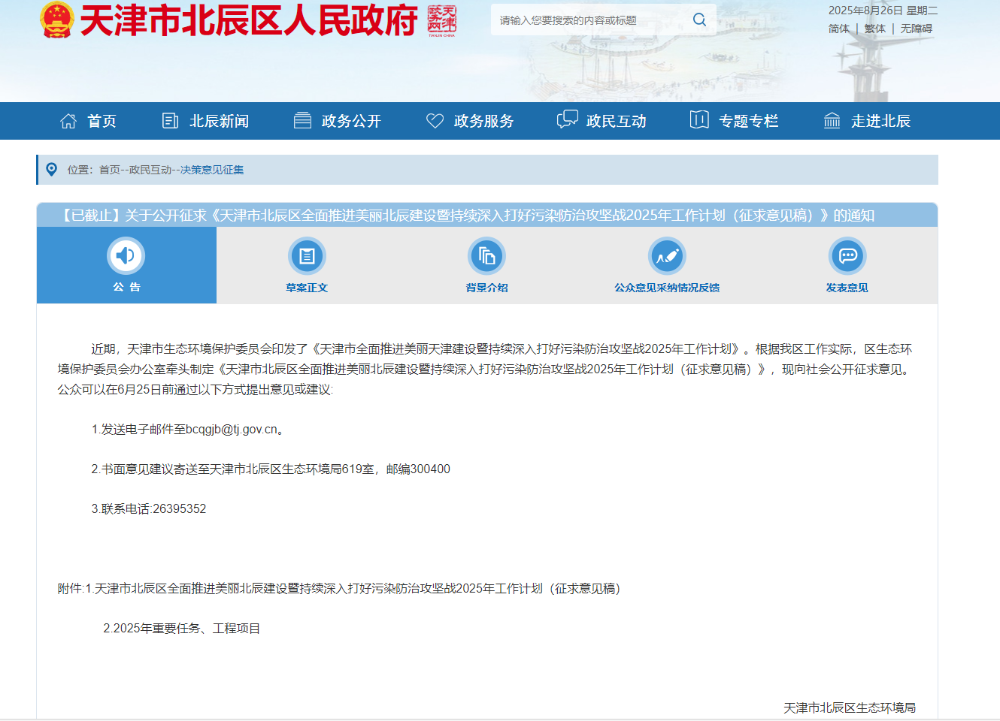 天津市北辰区人民政府
天津政务网
TIANJIN CHINA
请输入您要搜索的内容或标题
2025年8月26日 星期二
简体 | 繁体 | 无障碍
首页 北辰新闻 政务公开 政务服务 政民互动 专题专栏 走进北辰
位置：首页--政民互动--决策意见征集
【已截止】关于公开征求《天津市北辰区全面推进美丽北辰建设暨持续深入打好污染防治攻坚战2025年工作计划（征求意见稿）》的通知
公 告 草案正文 背景介绍 公众意见采纳情况反馈 发表意见
近期，天津市生态环境保护委员会印发了《天津市全面推进美丽天津建设暨持续深入打好污染防治攻坚战2025年工作计划》。根据我区工作实际，区生态环
境保护委员会办公室牵头制定《天津市北辰区全面推进美丽北辰建设暨持续深入打好污染防治攻坚战2025年工作计划（征求意见稿）》，现向社会公开征求意见。
公众可以在6月25日前通过以下方式提出意见或建议:
1.发送电子邮件至bcqgjb@tj.gov.cn。
2.书面意见建议寄送至天津市北辰区生态环境局619室，邮编300400
3.联系电话:26395352
附件:1.天津市北辰区全面推进美丽北辰建设暨持续深入打好污染防治攻坚战2025年工作计划（征求意见稿）
2.2025年重要任务、工程项目
天津市北辰区生态环境局